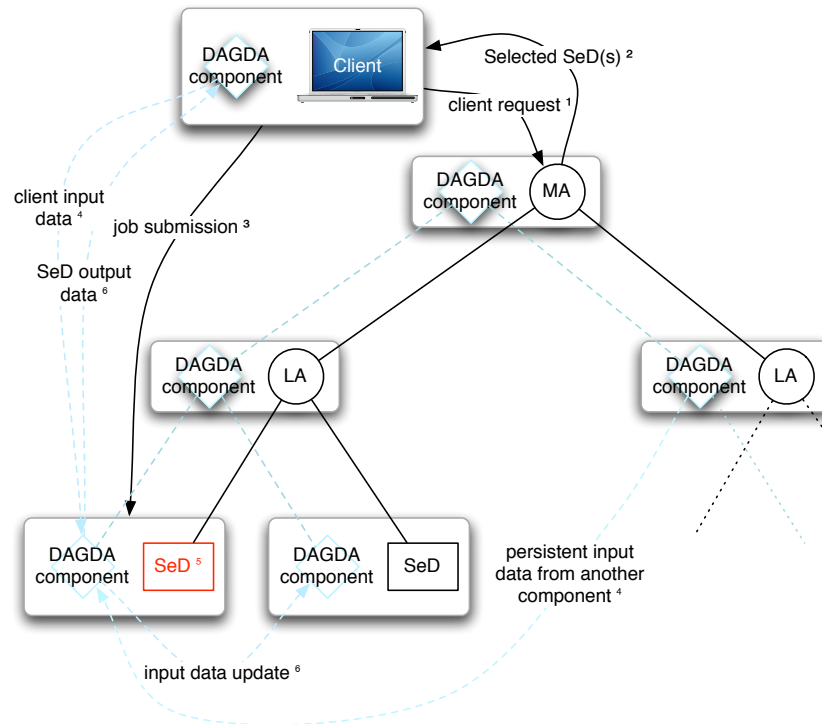 DAGDA
component
Client
Selected SeD(s) ²
client request ¹
DAGDA
component
MA
client input
data ⁴
job submission ³
SeD output
data ⁶
DAGDA
component
LA
DAGDA
component
LA
DAGDA
component
SeD ⁵
DAGDA
component
SeD
persistent input
data from another
component ⁴
input data update ⁶